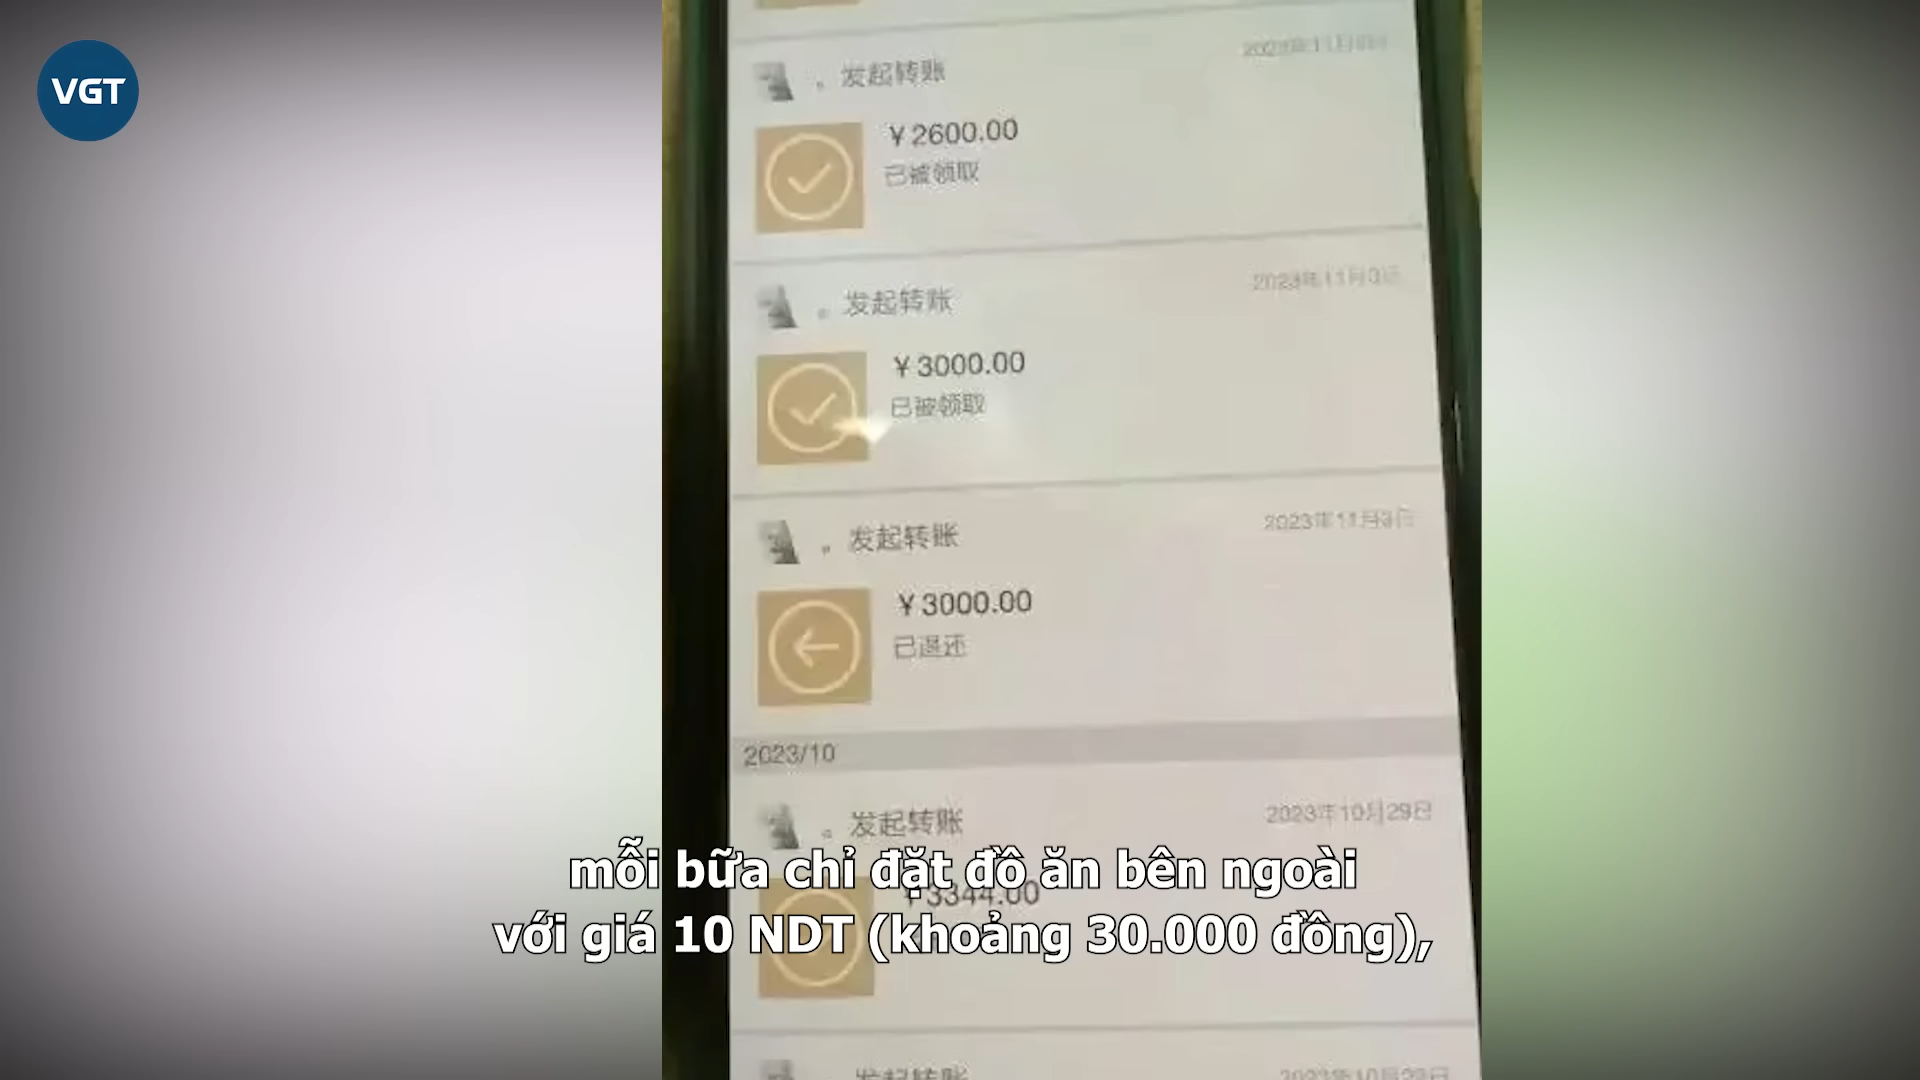 VGT
。发起转账
¥2600.00
已被领取
。发起转账
2023年11月3日
¥3000.00
已被领取
。发起转账
2023年11月3日
¥3000.00
已退还
2023/10
。发起转账
2023年10月29日
¥3344.00
mỗi bữa chỉ đặt đồ ăn bên ngoài
với giá 10 NDT (khoảng 30.000 đồng),